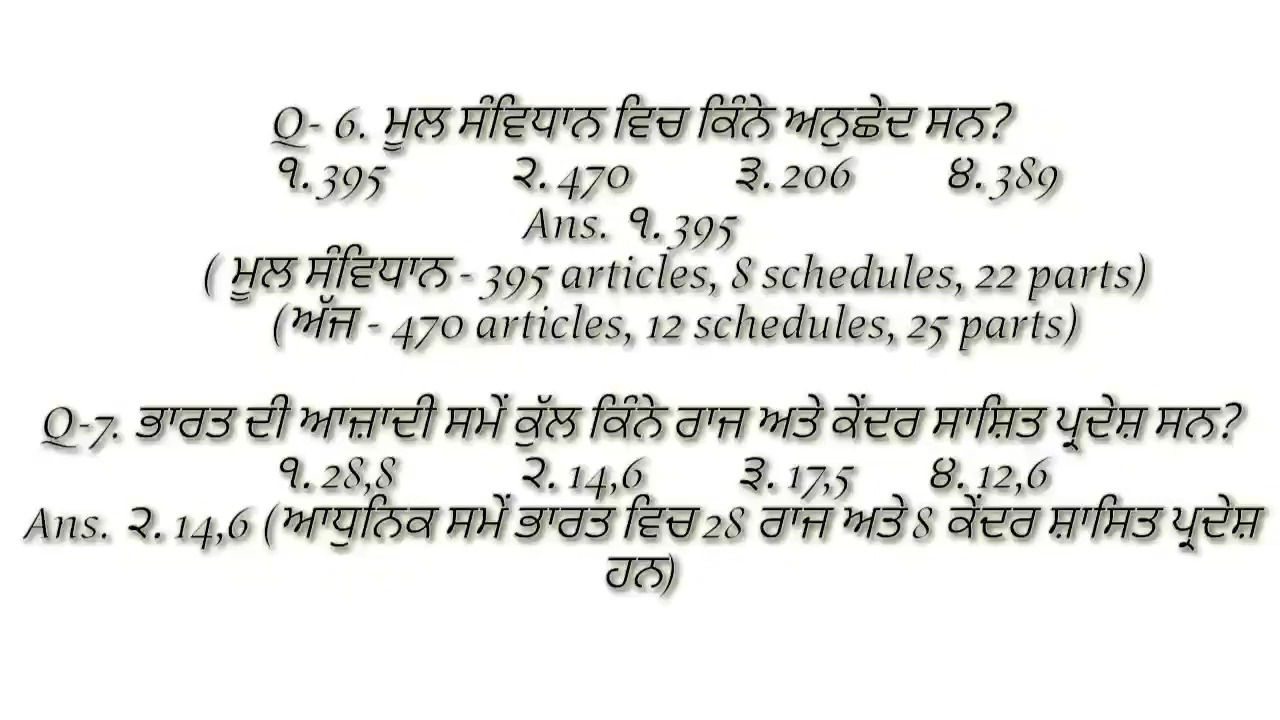 Q- 6. ਮੂਲ ਸੰਵਿਧਾਨ ਵਿਚ ਕਿੰਨੇ ਅਨੁਛੇਦ ਸਨ?
੧. 395 ੨. 470 ੩. 206 ੪. 389
Ans. ੧. 395
( ਮੂਲ ਸੰਵਿਧਾਨ - 395 articles, 8 schedules, 22 parts)
(ਅੱਜ - 470 articles, 12 schedules, 25 parts)
Q-7. ਭਾਰਤ ਦੀ ਆਜ਼ਾਦੀ ਸਮੇਂ ਕੁੱਲ ਕਿੰਨੇ ਰਾਜ ਅਤੇ ਕੇਂਦਰ ਸਾਸ਼ਿਤ ਪ੍ਰਦੇਸ਼ ਸਨ?
੧. 28,8 ੨. 14,6 ੩. 17,5 ੪. 12,6
Ans. ੨. 14,6 (ਆਧੁਨਿਕ ਸਮੇਂ ਭਾਰਤ ਵਿਚ 28 ਰਾਜ ਅਤੇ 8 ਕੇਂਦਰ ਸ਼ਾਸਿਤ ਪ੍ਰਦੇਸ਼
ਹਨ)